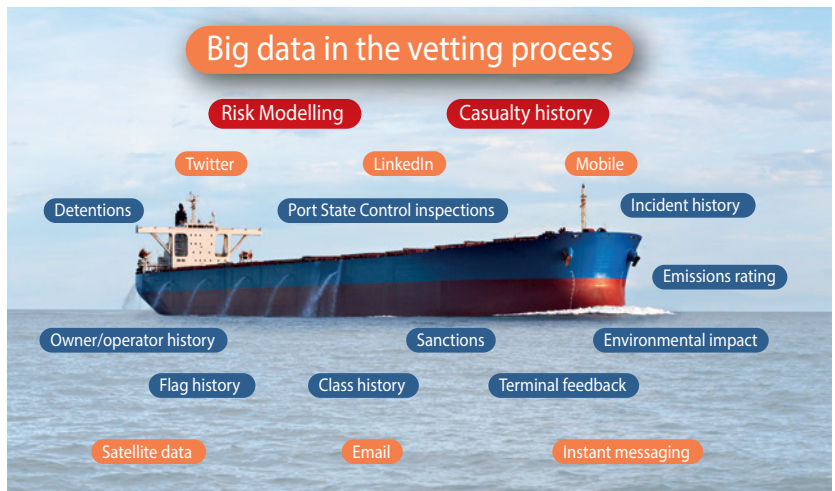 Big data in the vetting process
Risk Modelling
Casualty history
Twitter
LinkedIn
Mobile
Detentions
Port State Control inspections
Incident history
Emissions rating
Owner/operator history
Sanctions
Environmental impact
Flag history
Class history
Terminal feedback
Satellite data
Email
Instant messaging